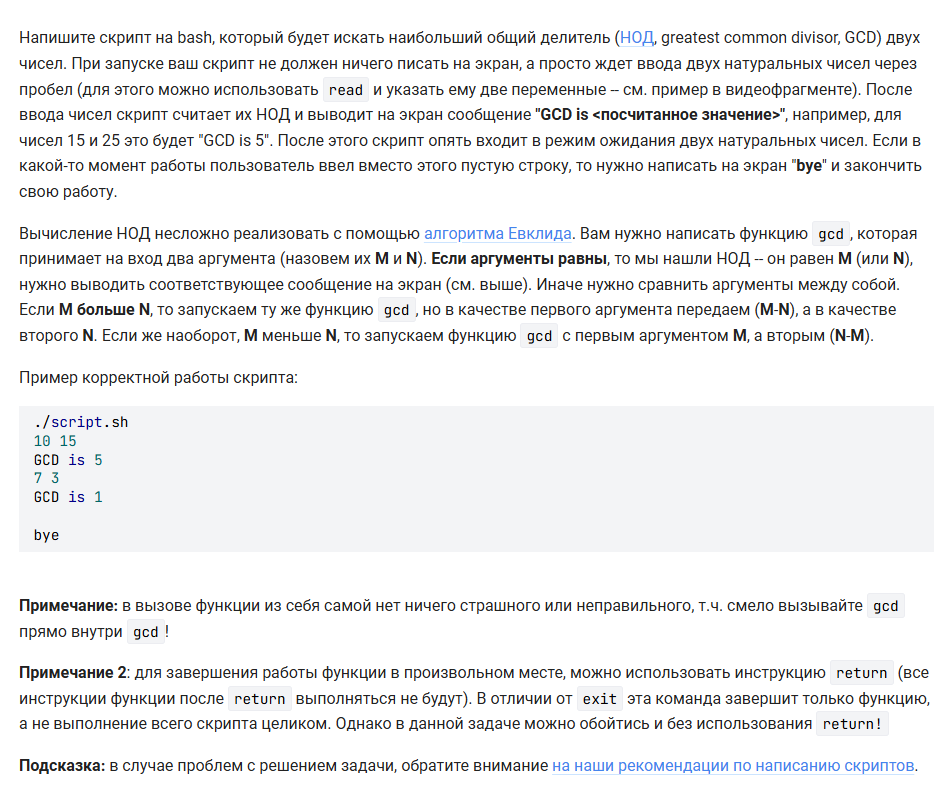 Напишите скрипт на bash, который будет искать наибольший общий делитель (НОД, greatest common divisor, GCD) двух
чисел. При запуске ваш скрипт не должен ничего писать на экран, а просто ждет ввода двух натуральных чисел через
пробел (для этого можно использовать read и указать ему две переменные -- см. пример в видеофрагменте). После
ввода чисел скрипт считает их НОД и выводит на экран сообщение "GCD is <посчитанное значение>", например, для
чисел 15 и 25 это будет "GCD is 5". После этого скрипт опять входит в режим ожидания двух натуральных чисел. Если в
какой-то момент работы пользователь ввел вместо этого пустую строку, то нужно написать на экран "bye" и закончить
свою работу.
Вычисление НОД несложно реализовать с помощью алгоритма Евклида. Вам нужно написать функцию gcd, которая
принимает на вход два аргумента (назовем их M и N). Если аргументы равны, то мы нашли НОД -- он равен M (или N),
нужно выводить соответствующее сообщение на экран (см. выше). Иначе нужно сравнить аргументы между собой.
Если M больше N, то запускаем ту же функцию gcd, но в качестве первого аргумента передаем (M-N), а в качестве
второго N. Если же наоборот, M меньше N, то запускаем функцию gcd с первым аргументом M, а вторым (N-M).
Пример корректной работы скрипта:
./script.sh
10 15
GCD is 5
7 3
GCD is 1
bye
Примечание: в вызове функции из себя самой нет ничего страшного или неправильного, т.ч. смело вызывайте gcd
прямо внутри gcd!
Примечание 2: для завершения работы функции в произвольном месте, можно использовать инструкцию return (все
инструкции функции после return выполняться не будут). В отличии от exit эта команда завершит только функцию,
а не выполнение всего скрипта целиком. Однако в данной задаче можно обойтись и без использования return!
Подсказка: в случае проблем с решением задачи, обратите внимание на наши рекомендации по написанию скриптов.